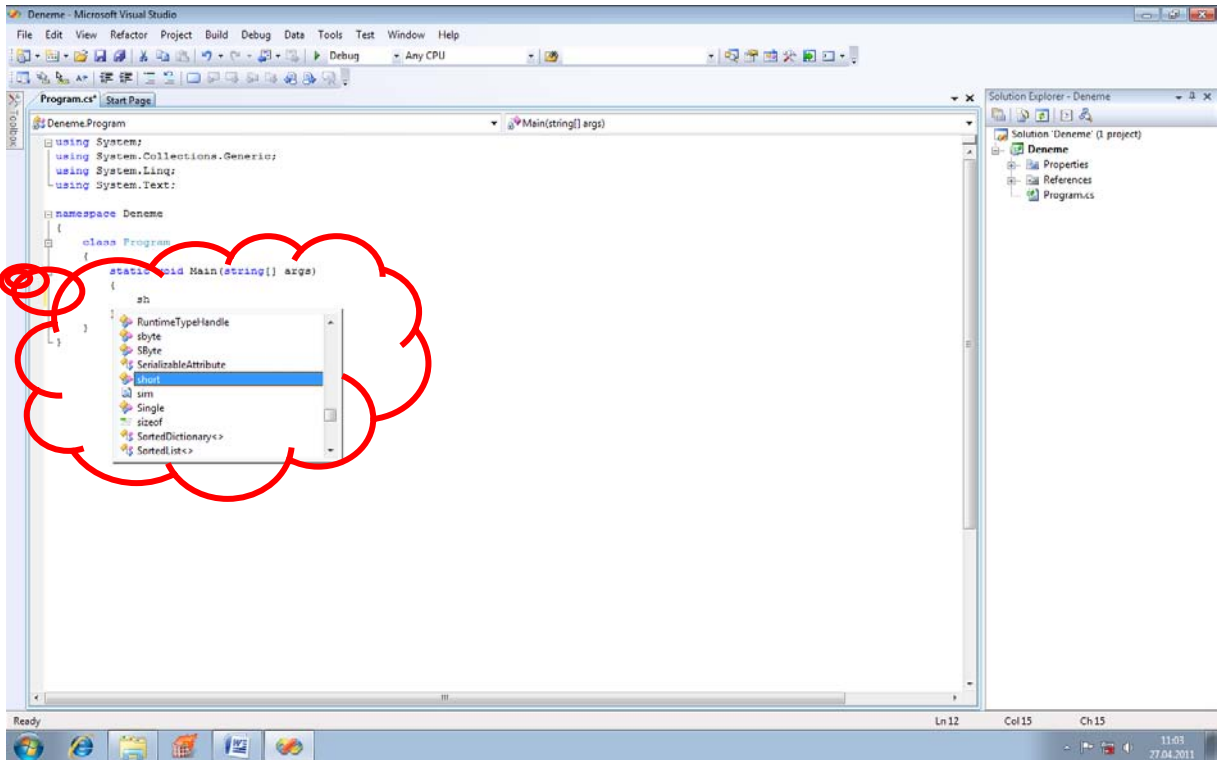 Deneme - Microsoft Visual Studio
File Edit View Refactor Project Build Debug Data Tools Test Window Help
Debug Any CPU
Toolbox
Program.cs* Start Page
Deneme.Program Main(string[] args)
using System;
using System.Collections.Generic;
using System.Linq;
using System.Text;
namespace Deneme
{
class Program
{
static void Main(string[] args)
{
sh
}
}
}
RuntimeTypeHandle
sbyte
SByte
SerializableAttribute
short
sim
Single
sizeof
SortedDictionary<>
SortedList<>
Solution Explorer - Deneme
Solution 'Deneme' (1 project)
Deneme
Properties
References
Program.cs
Ready Ln 12 Col 15 Ch 15
11:03
27.04.2011